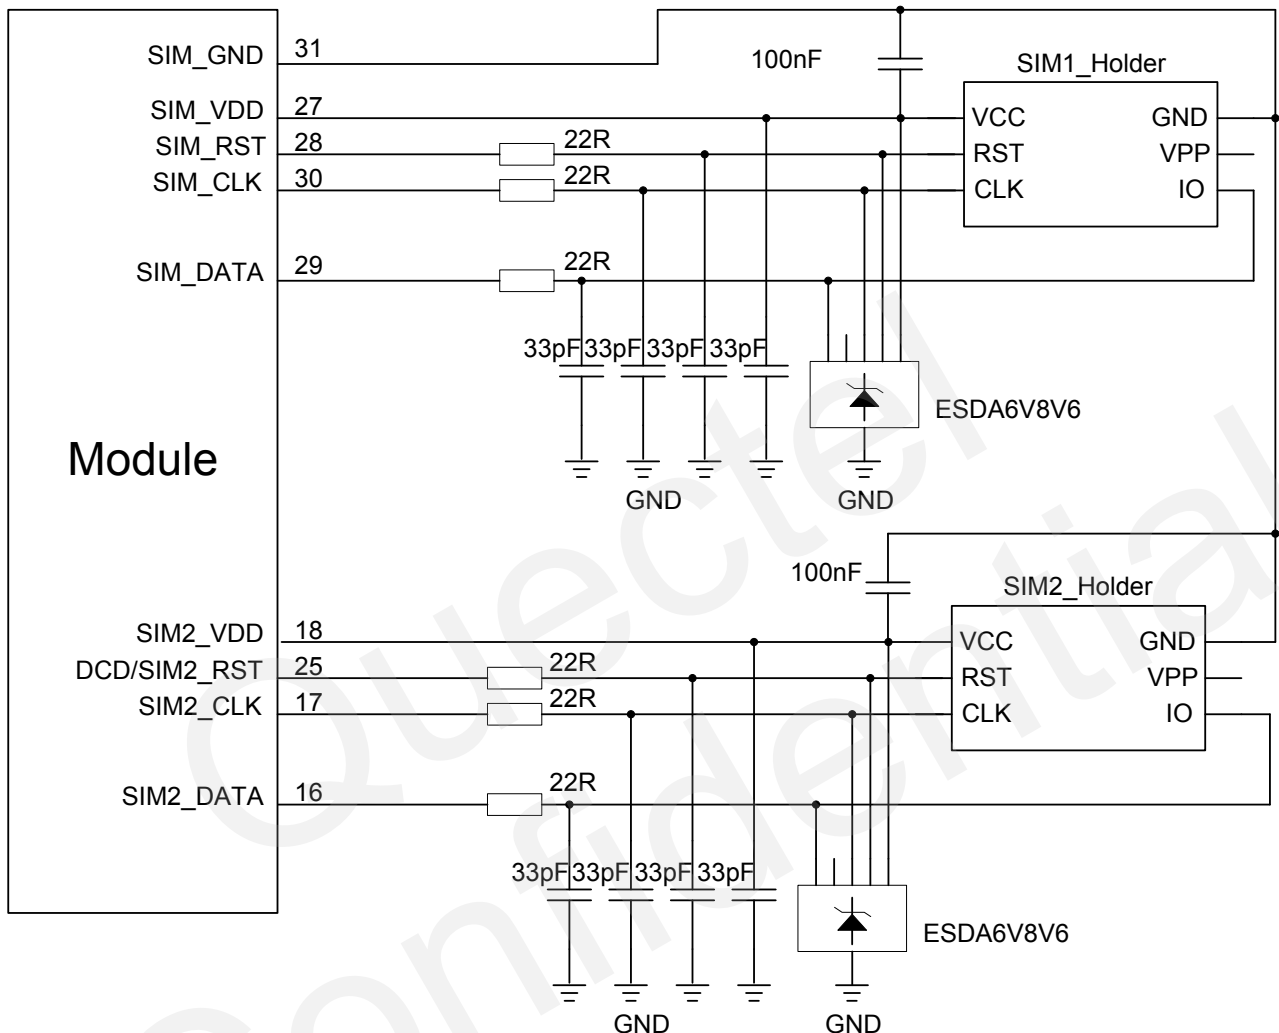 SIM_GND 31
100nF
SIM1_Holder
SIM_VDD 27
VCC GND
SIM_RST 28 22R
RST VPP
SIM_CLK 30 22R
CLK IO
SIM_DATA 29 22R
33pF 33pF 33pF 33pF
ESDA6V8V6
Module
GND GND
100nF
SIM2_Holder
SIM2_VDD 18
VCC GND
DCD/SIM2_RST 25 22R
RST VPP
SIM2_CLK 17 22R
CLK IO
SIM2_DATA 16 22R
33pF 33pF 33pF 33pF
ESDA6V8V6
GND GND
Quectel
Confidential